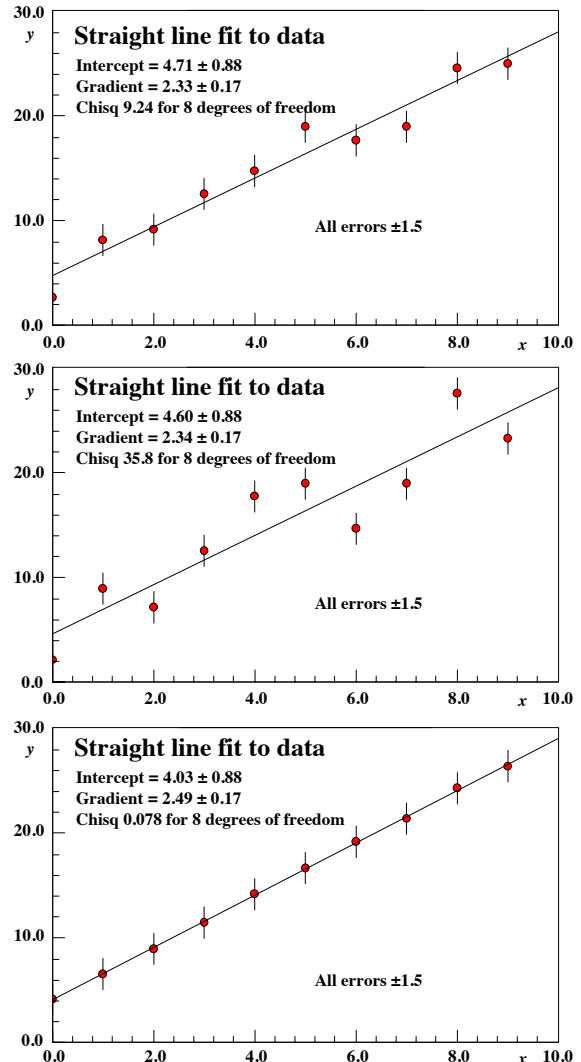 30.0
y
Straight line fit to data
Intercept = 4.71 ± 0.88
Gradient = 2.33 ± 0.17
Chisq 9.24 for 8 degrees of freedom
20.0
10.0
All errors ±1.5
0.0
0.0 2.0 4.0 6.0 8.0 x 10.0
30.0
y
Straight line fit to data
Intercept = 4.60 ± 0.88
Gradient = 2.34 ± 0.17
Chisq 35.8 for 8 degrees of freedom
20.0
10.0
All errors ±1.5
0.0
0.0 2.0 4.0 6.0 8.0 x 10.0
30.0
y
Straight line fit to data
Intercept = 4.03 ± 0.88
Gradient = 2.49 ± 0.17
Chisq 0.078 for 8 degrees of freedom
20.0
10.0
All errors ±1.5
0.0
0.0 2.0 4.0 6.0 8.0 x 10.0